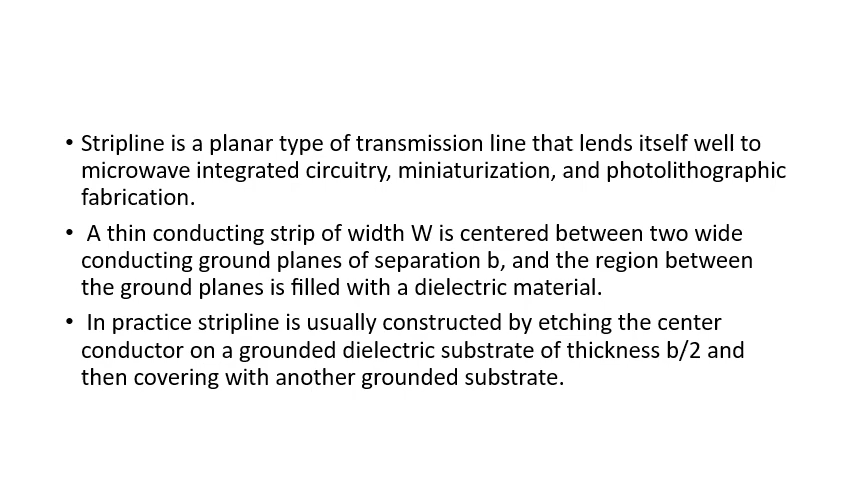 • Stripline is a planar type of transmission line that lends itself well to
microwave integrated circuitry, miniaturization, and photolithographic
fabrication.
• A thin conducting strip of width W is centered between two wide
conducting ground planes of separation b, and the region between
the ground planes is filled with a dielectric material.
• In practice stripline is usually constructed by etching the center
conductor on a grounded dielectric substrate of thickness b/2 and
then covering with another grounded substrate.